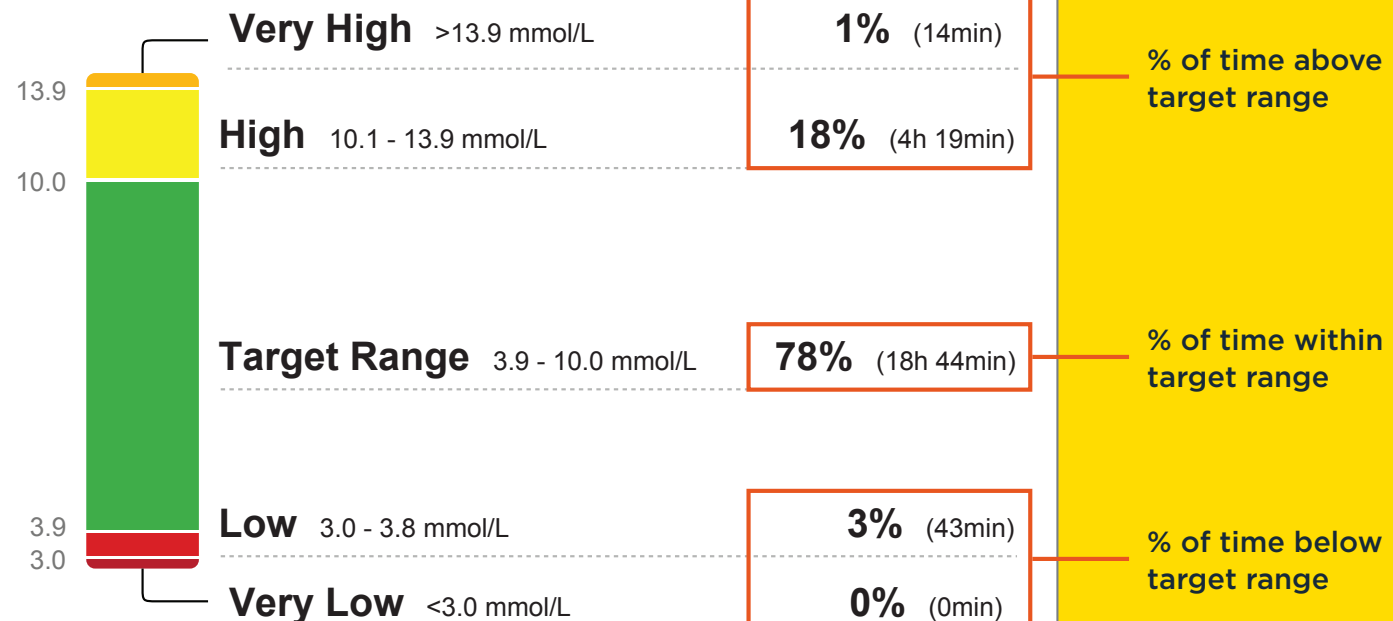 Very High >13.9 mmol/L 1% (14min)
% of time above
target range
13.9
High 10.1 - 13.9 mmol/L 18% (4h 19min)
10.0
Target Range 3.9 - 10.0 mmol/L 78% (18h 44min)
% of time within
target range
3.9
Low 3.0 - 3.8 mmol/L 3% (43min)
3.0
% of time below
target range
Very Low <3.0 mmol/L 0% (0min)